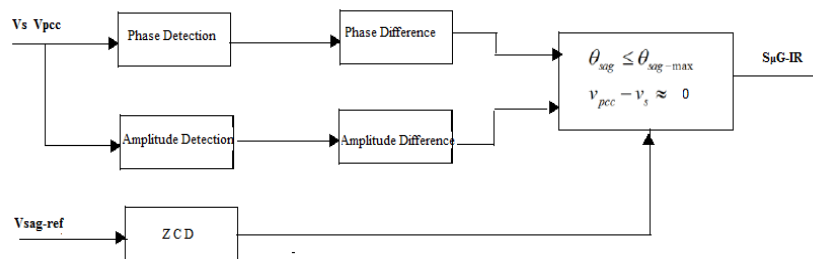 Vs Vpcc
Phase Detection
Phase Difference
θsag ≤ θsag-max
vpcc - vs ≈ 0
SμG-IR
Amplitude Detection
Amplitude Difference
Vsag-ref
ZCD